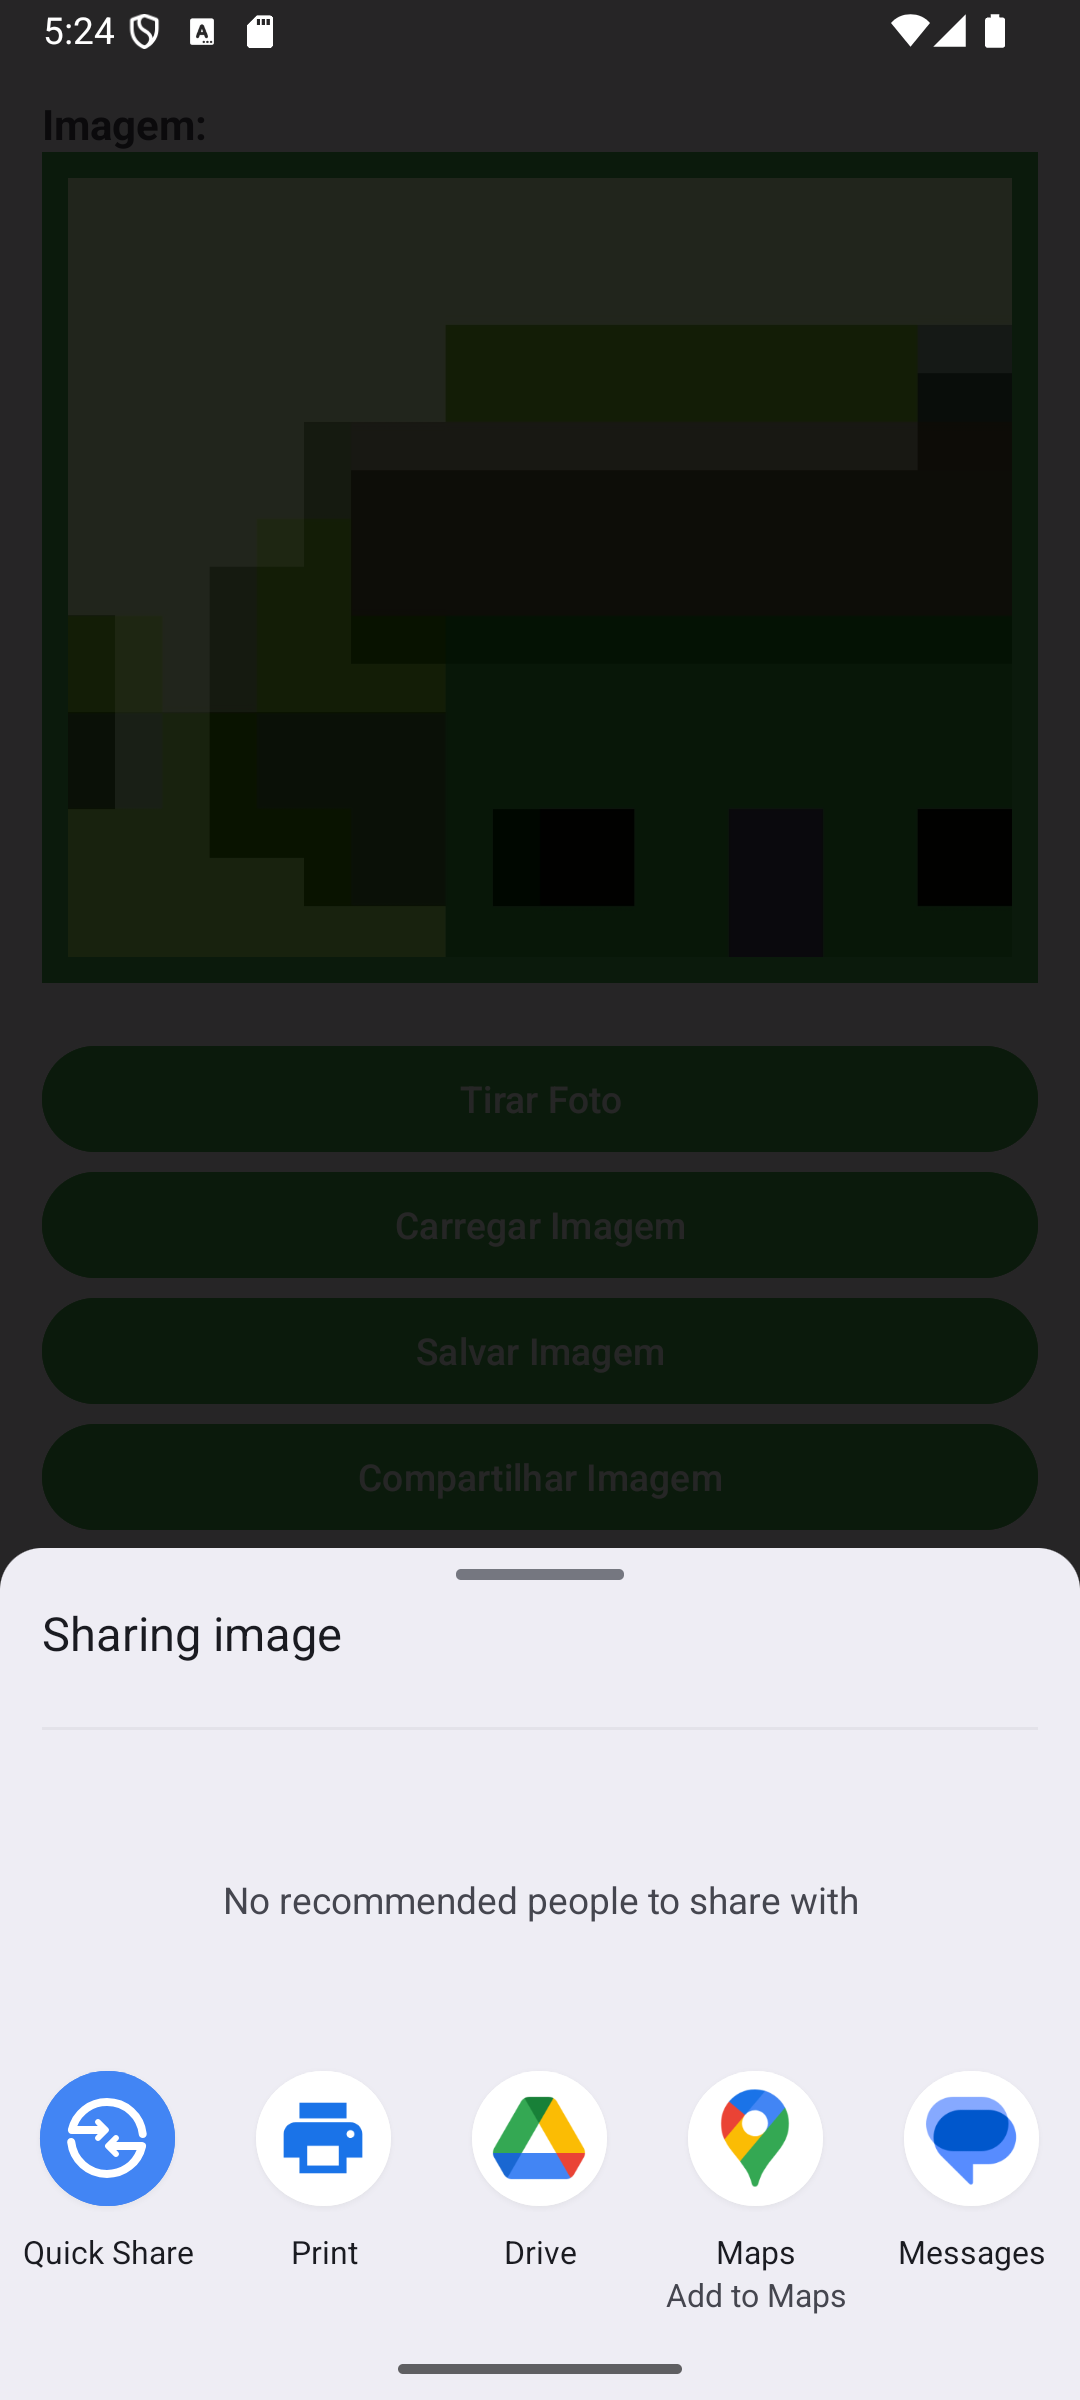 5:24
Imagem:
Tirar Foto
Carregar Imagem
Salvar Imagem
Compartilhar Imagem
Sharing image
No recommended people to share with
Quick Share
Print
Drive
Maps
Add to Maps
Messages